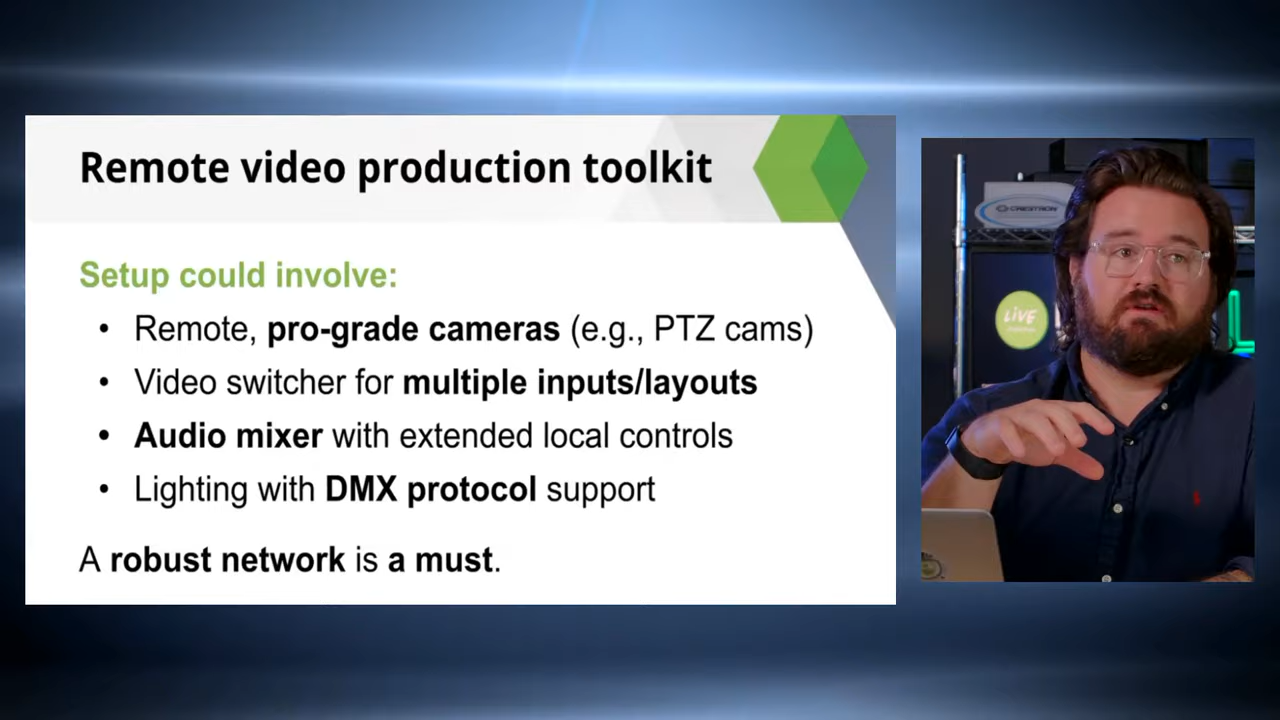 Remote video production toolkit
Setup could involve:
• Remote, pro-grade cameras (e.g., PTZ cams)
• Video switcher for multiple inputs/layouts
• Audio mixer with extended local controls
• Lighting with DMX protocol support
A robust network is a must.
CRESTRON
LiVE
L